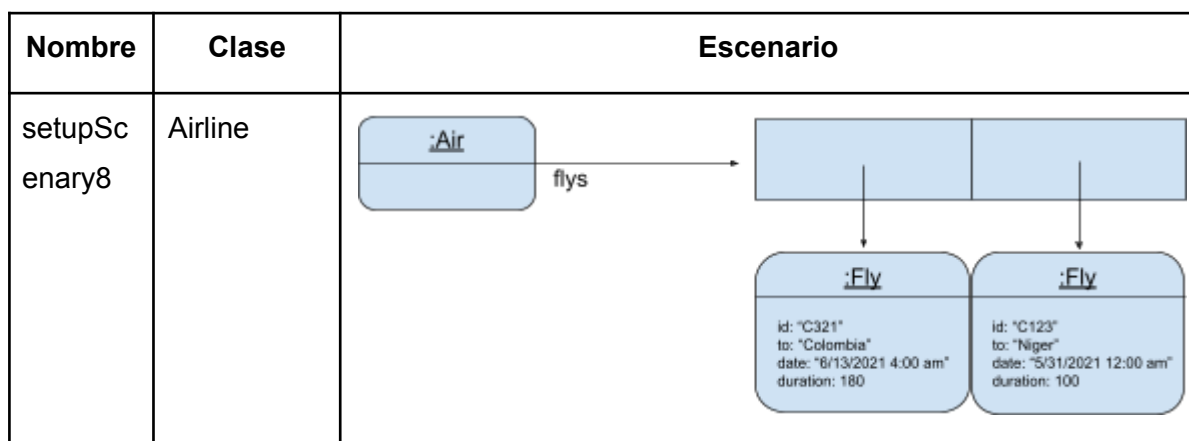 Nombre Clase Escenario
setupSc Airline
enary8
:Air
flys
:Fly :Fly
id: "C321" id: "C123"
to: "Colombia" to: "Niger"
date: "6/13/2021 4:00 am" date: "5/31/2021 12:00 am"
duration: 180 duration: 100